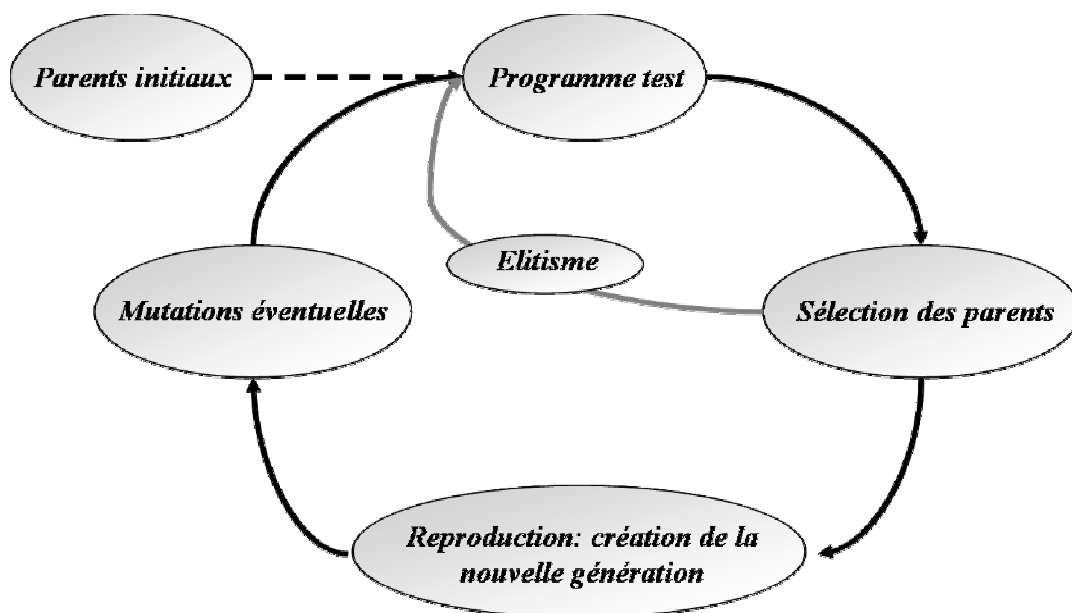 Parents initiaux
Programme test
Elitisme
Mutations éventuelles
Sélection des parents
Reproduction: création de la
nouvelle génération